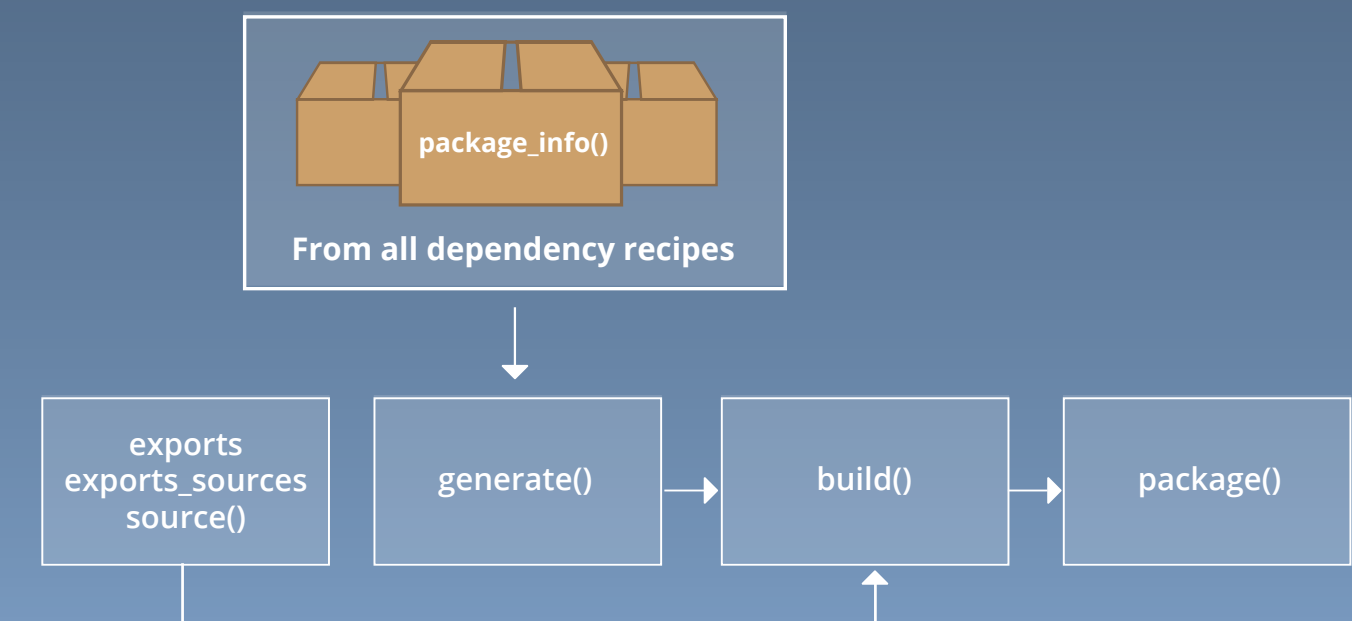 package_info()
From all dependency recipes
exports
exports_sources
source()
generate()
build()
package()